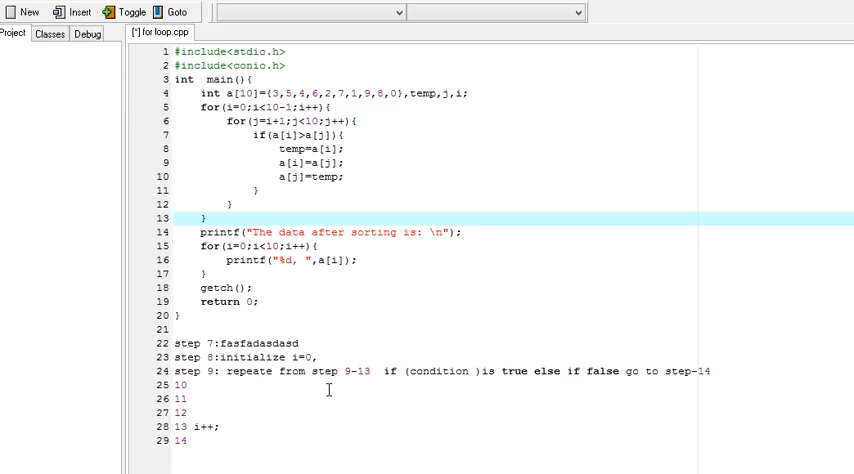 New Insert Toggle Goto
Project Classes Debug
[*] for loop.cpp
1 #include<stdio.h>
2 #include<conio.h>
3 int  main(){
4     int a[10]={3,5,4,6,2,7,1,9,8,0},temp,j,i;
5     for(i=0;i<10-1;i++){
6         for(j=i+1;j<10;j++){
7             if(a[i]>a[j]){
8                 temp=a[i];
9                 a[i]=a[j];
10                 a[j]=temp;
11             }
12         }
13     }
14     printf("The data after sorting is: \n");
15     for(i=0;i<10;i++){
16         printf("%d, ",a[i]);
17     }
18     getch();
19     return 0;
20 }
21
22 step 7:fasfadasdasd
23 step 8:initialize i=0,
24 step 9: repeate from step 9-13  if (condition )is true else if false go to step-14
25 10
26 11
27 12
28 13 i++;
29 14